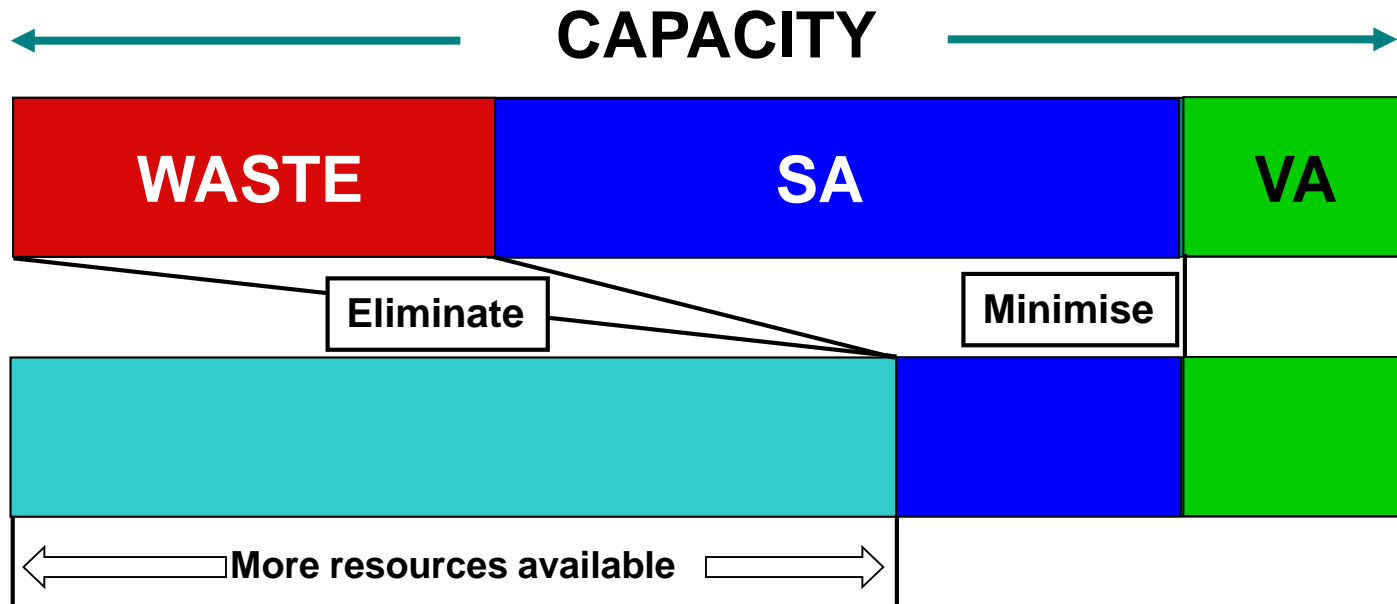 CAPACITY
WASTE
SA
VA
Eliminate
Minimise
More resources available